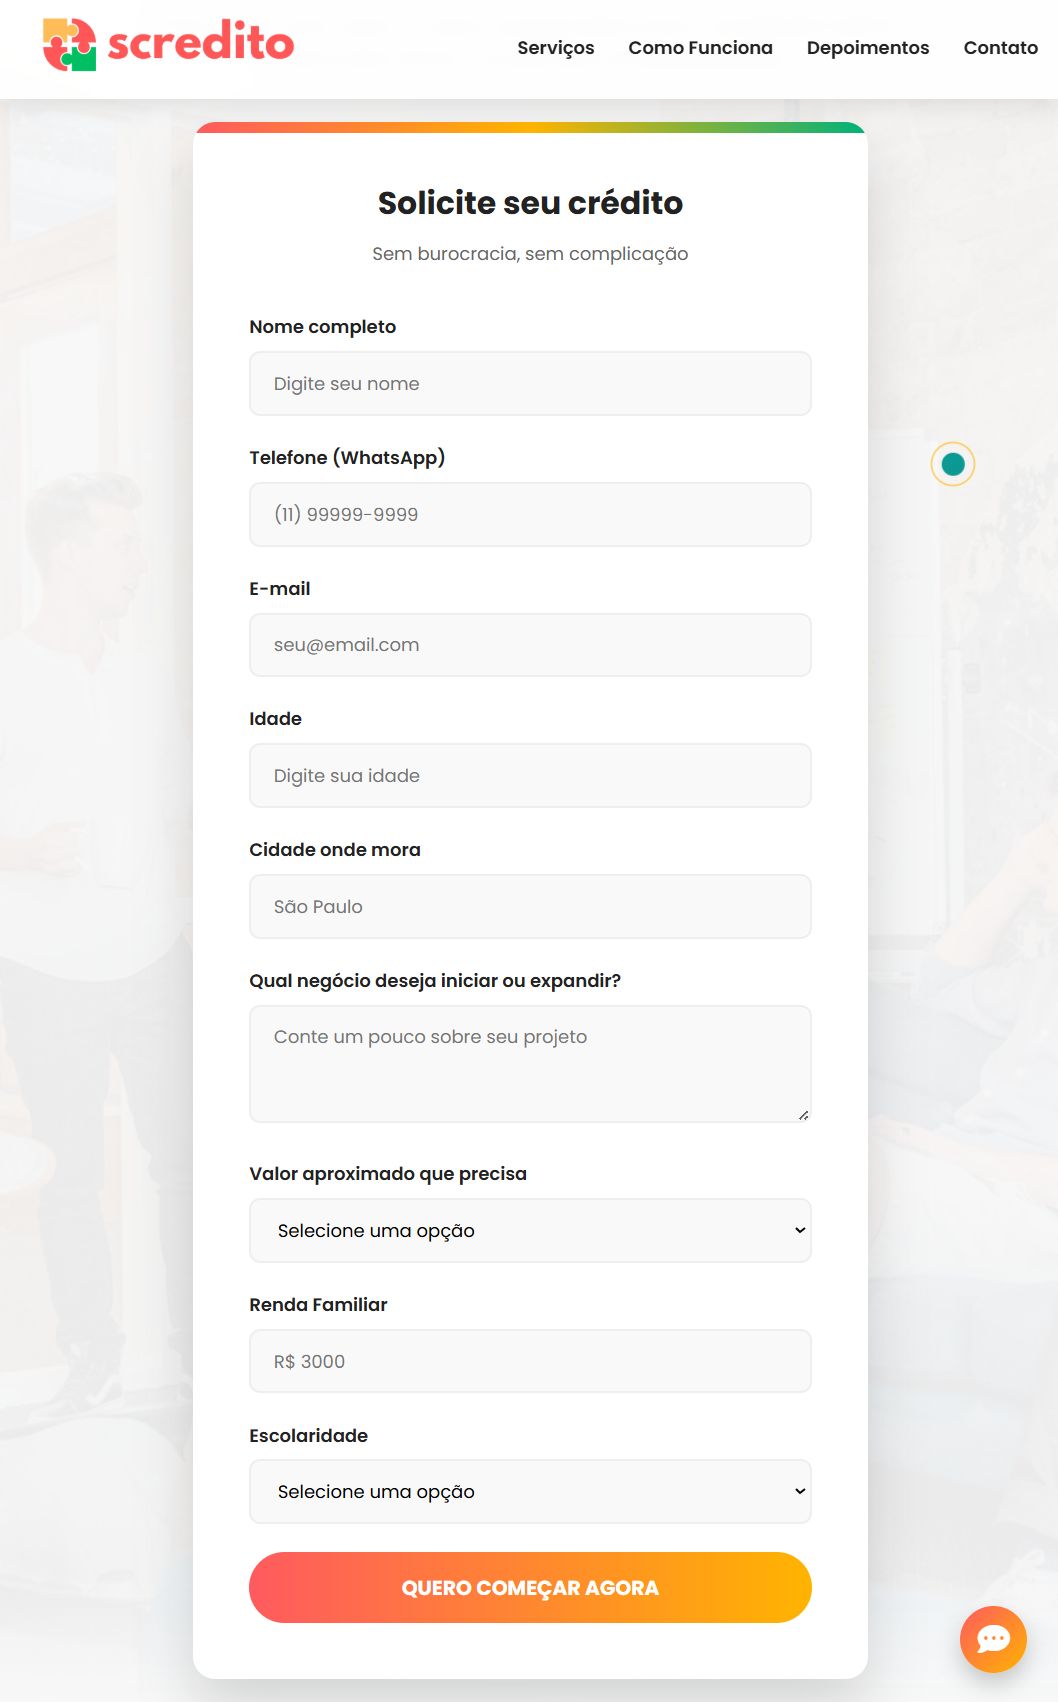 scredito
Serviços
Como Funciona
Depoimentos
Contato
Solicite seu crédito
Sem burocracia, sem complicação
Nome completo
Digite seu nome
Telefone (WhatsApp)
(11) 99999-9999
E-mail
seu@email.com
Idade
Digite sua idade
Cidade onde mora
São Paulo
Qual negócio deseja iniciar ou expandir?
Conte um pouco sobre seu projeto
Valor aproximado que precisa
Selecione uma opção
Renda Familiar
R$ 3000
Escolaridade
Selecione uma opção
QUERO COMEÇAR AGORA